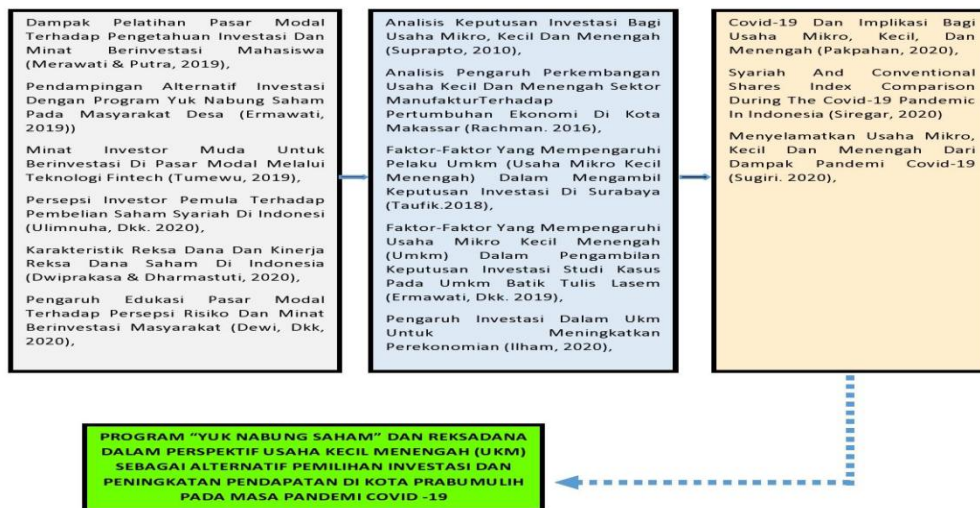 Dampak Pelatihan Pasar Modal
Terhadap Pengetahuan Investasi Dan
Minat Berinvestasi Mahasiswa
(Merawati & Putra, 2019),
Pendampingan Alternatif Investasi
Dengan Program Yuk Nabung Saham
Pada Masyarakat Desa (Ermawati,
2019))
Minat Investor Muda Untuk
Berinvestasi Di Pasar Modal Melalui
Teknologi Fintech (Tumewu, 2019),
Persepsi Investor Pemula Terhadap
Pembelian Saham Syariah Di Indonesi
(Ulimnuha, Dkk. 2020),
Karakteristik Reksa Dana Dan Kinerja
Reksa Dana Saham Di Indonesia
(Dwiprakasa & Dharmastuti, 2020),
Pengaruh Edukasi Pasar Modal
Terhadap Persepsi Risiko Dan Minat
Berinvestasi Masyarakat (Dewi, Dkk,
2020),
Analisis Keputusan Investasi Bagi
Usaha Mikro, Kecil Dan Menengah
(Suprapto, 2010),
Analisis Pengaruh Perkembangan
Usaha Kecil Dan Menengah Sektor
ManufakturTerhadap
Pertumbuhan Ekonomi Di Kota
Makassar (Rachman. 2016),
Faktor-Faktor Yang Mempengaruhi
Pelaku Umkm (Usaha Mikro Kecil
Menengah) Dalam Mengambil
Keputusan Investasi Di Surabaya
(Taufik.2018),
Faktor-Faktor Yang Mempengaruhi
Usaha Mikro Kecil Menengah
(Umkm) Dalam Pengambilan
Keputusan Investasi Studi Kasus
Pada Umkm Batik Tulis Lasem
(Ermawati, Dkk. 2019),
Pengaruh Investasi Dalam Ukm
Untuk Meningkatkan
Perekonomian (Ilham, 2020),
Covid-19 Dan Implikasi Bagi
Usaha Mikro, Kecil, Dan
Menengah (Pakpahan, 2020),
Syariah And Conventional
Shares Index Comparison
During The Covid-19 Pandemic
In Indonesia (Siregar, 2020)
Menyelamatkan Usaha Mikro,
Kecil Dan Menengah Dari
Dampak Pandemi Covid-19
(Sugiri. 2020),
PROGRAM "YUK NABUNG SAHAM" DAN REKSADANA
DALAM PERSPEKTIF USAHA KECIL MENENGAH (UKM)
SEBAGAI ALTERNATIF PEMILIHAN INVESTASI DAN
PENINGKATAN PENDAPATAN DI KOTA PRABUMULIH
PADA MASA PANDEMI COVID -19